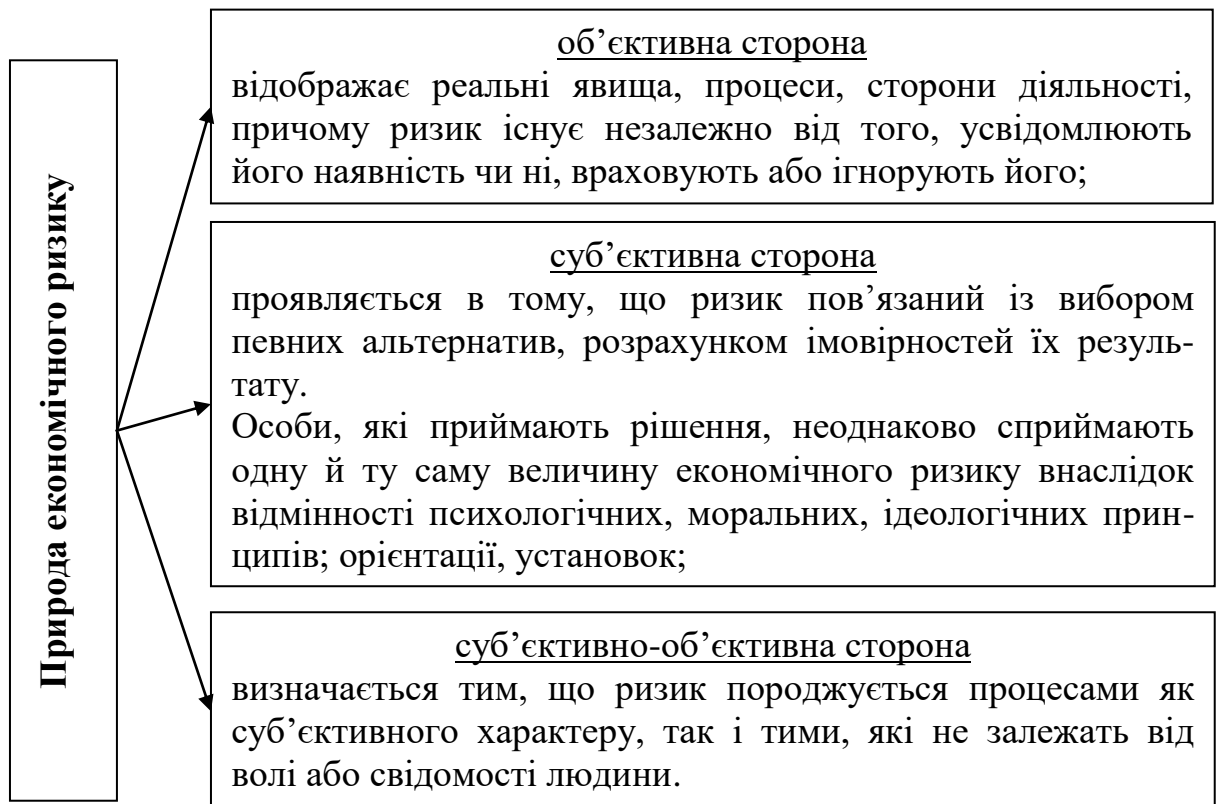 Природа економічного ризику
об’єктивна сторона
відображає реальні явища, процеси, сторони діяльності,
причому ризик існує незалежно від того, усвідомлюють
його наявність чи ні, враховують або ігнорують його;
суб’єктивна сторона
проявляється в тому, що ризик пов’язаний із вибором
певних альтернатив, розрахунком імовірностей їх резуль-
тату.
Особи, які приймають рішення, неоднаково сприймають
одну й ту саму величину економічного ризику внаслідок
відмінності психологічних, моральних, ідеологічних прин-
ципів; орієнтації, установок;
суб’єктивно-об’єктивна сторона
визначається тим, що ризик породжується процесами як
суб’єктивного характеру, так і тими, які не залежать від
волі або свідомості людини.